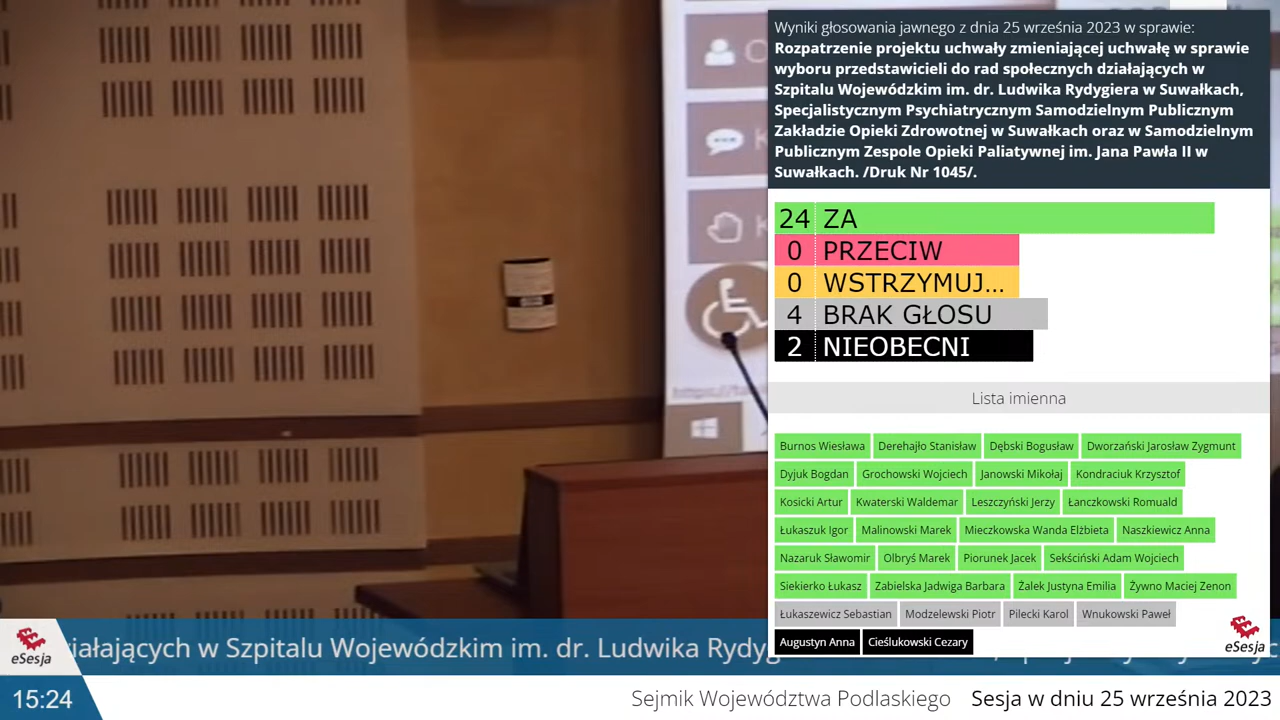 Wyniki głosowania jawnego z dnia 25 września 2023 w sprawie:
Rozpatrzenie projektu uchwały zmieniającej uchwałę w sprawie
wyboru przedstawicieli do rad społecznych działających w
Szpitalu Wojewódzkim im. dr. Ludwika Rydygiera w Suwałkach,
Specjalistycznym Psychiatrycznym Samodzielnym Publicznym
Zakładzie Opieki Zdrowotnej w Suwałkach oraz w Samodzielnym
Publicznym Zespole Opieki Paliatywnej im. Jana Pawła II w
Suwałkach. /Druk Nr 1045/.
24 ZA
0 PRZECIW
0 WSTRZYMUJ...
4 BRAK GŁOSU
2 NIEOBECNI
Lista imienna
Burnos Wiesława Derehajło Stanisław Dębski Bogusław Dworzański Jarosław Zygmunt
Dyjuk Bogdan Grochowski Wojciech Janowski Mikołaj Kondraciuk Krzysztof
Kosicki Artur Kwaterski Waldemar Leszczyński Jerzy Łanczkowski Romuald
Łukaszuk Igor Malinowski Marek Mieczkowska Wanda Elżbieta Naszkiewicz Anna
Nazaruk Sławomir Olbryś Marek Piorunek Jacek Sekściński Adam Wojciech
Siekierko Łukasz Zabielska Jadwiga Barbara Żalek Justyna Emilia Żywno Maciej Zenon
Łukaszewicz Sebastian Modzelewski Piotr Pilecki Karol Wnukowski Paweł
Augustyn Anna Cieślukowski Cezary
eSesja
eSesja
iałających w Szpitalu Wojewódzkim im. dr. Ludwika Rydyg
15:24
Sejmik Województwa Podlaskiego Sesja w dniu 25 września 2023